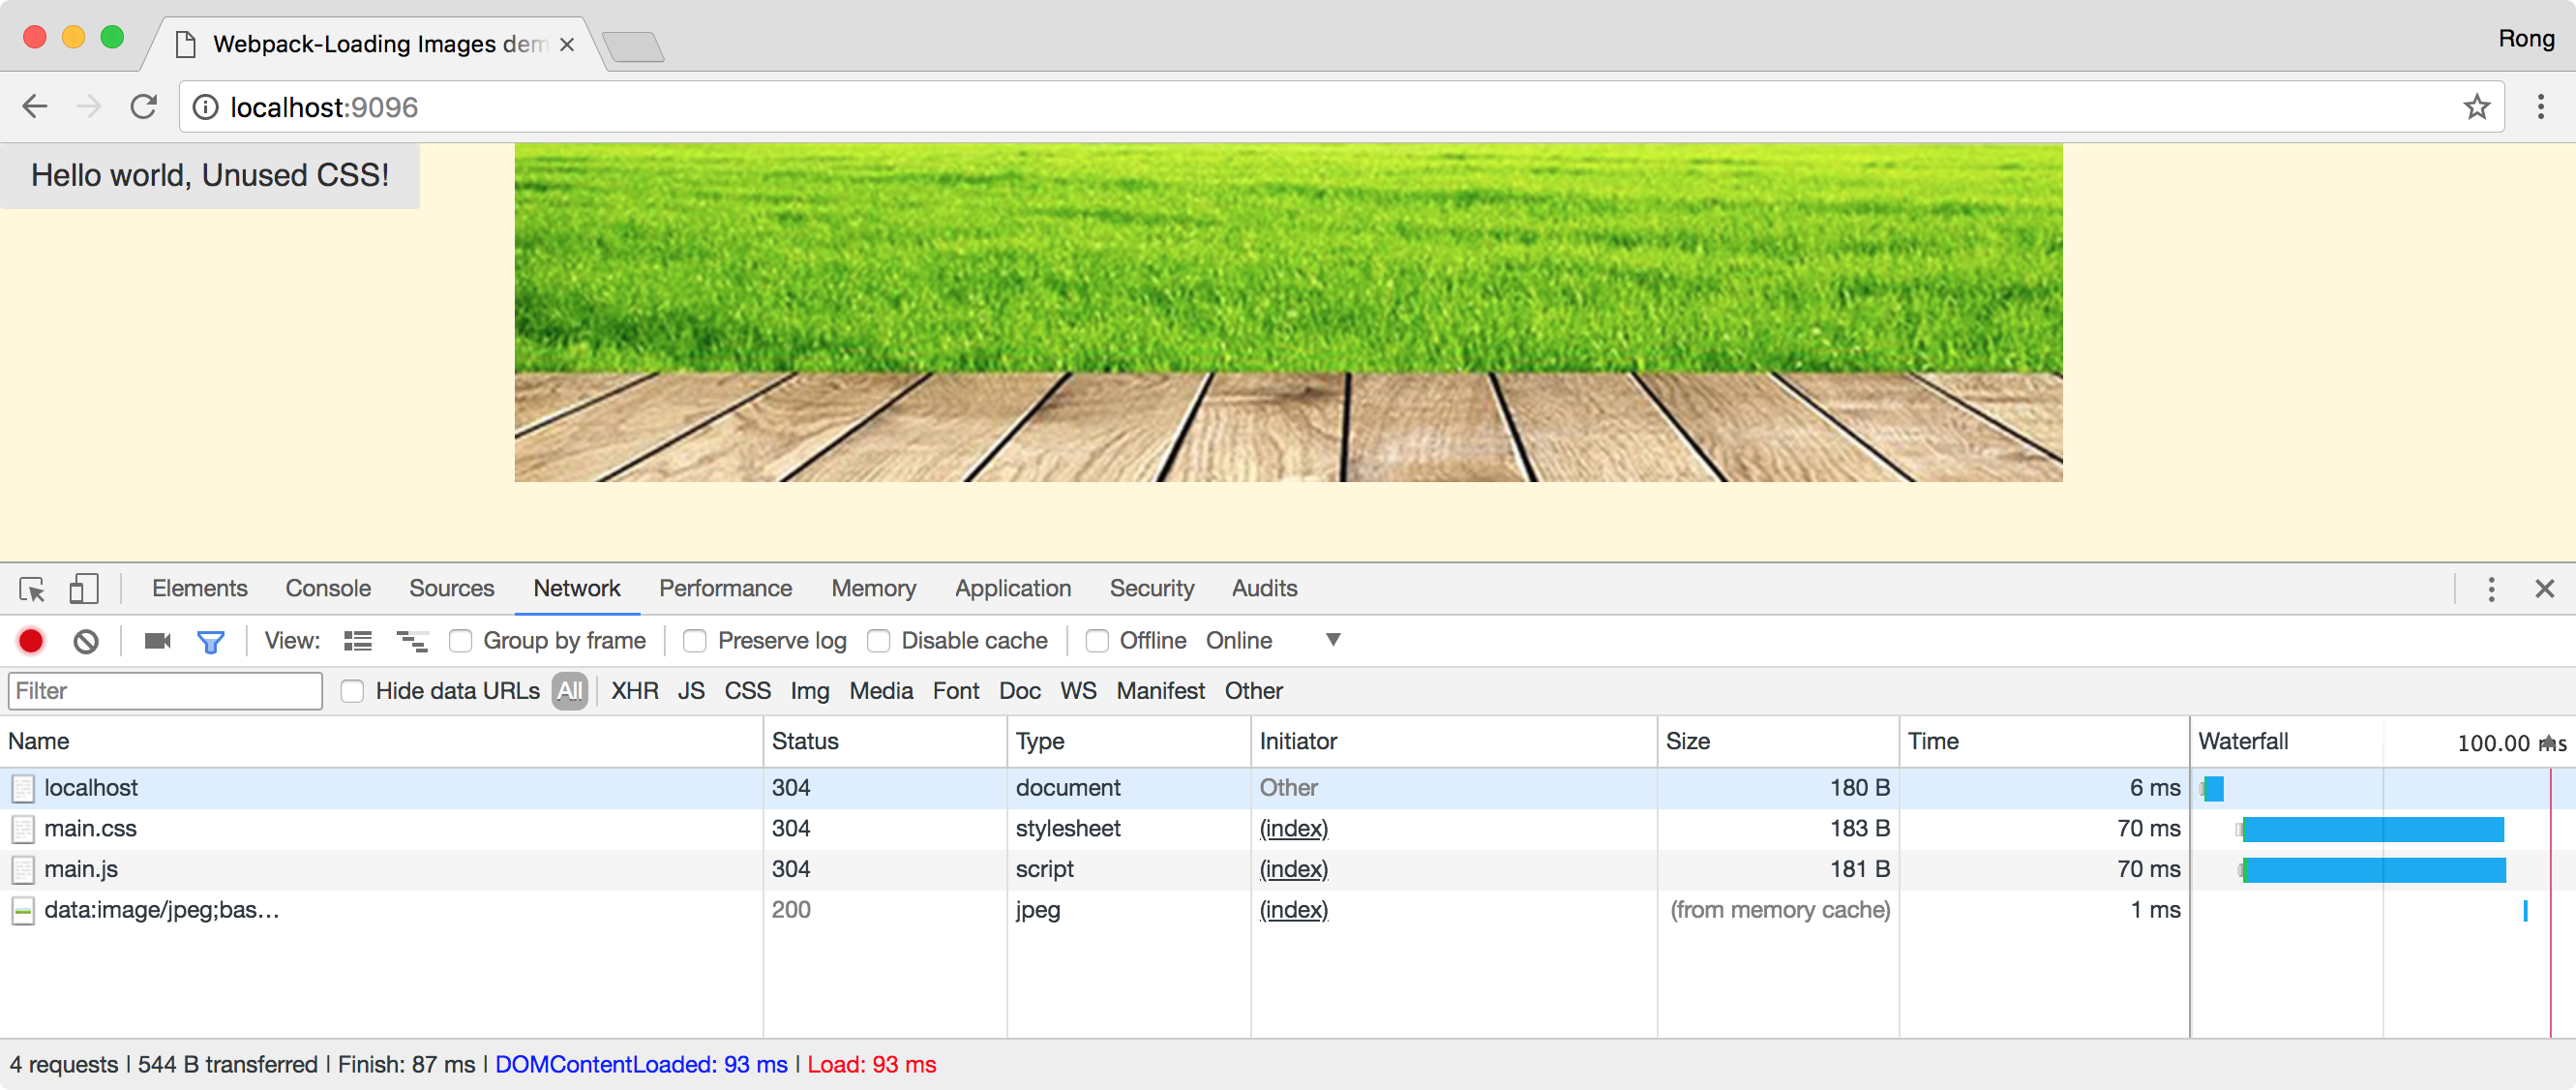 Webpack-Loading Images dem
Rong
localhost:9096
Hello world, Unused CSS!
Elements Console Sources Network Performance Memory Application Security Audits
View: Group by frame Preserve log Disable cache Offline Online
Filter Hide data URLs All XHR JS CSS Img Media Font Doc WS Manifest Other
Name Status Type Initiator Size Time Waterfall 100.00 ms
localhost 304 document Other 180 B 6 ms
main.css 304 stylesheet (index) 183 B 70 ms
main.js 304 script (index) 181 B 70 ms
data:image/jpeg;bas… 200 jpeg (index) (from memory cache) 1 ms
4 requests | 544 B transferred | Finish: 87 ms | DOMContentLoaded: 93 ms | Load: 93 ms